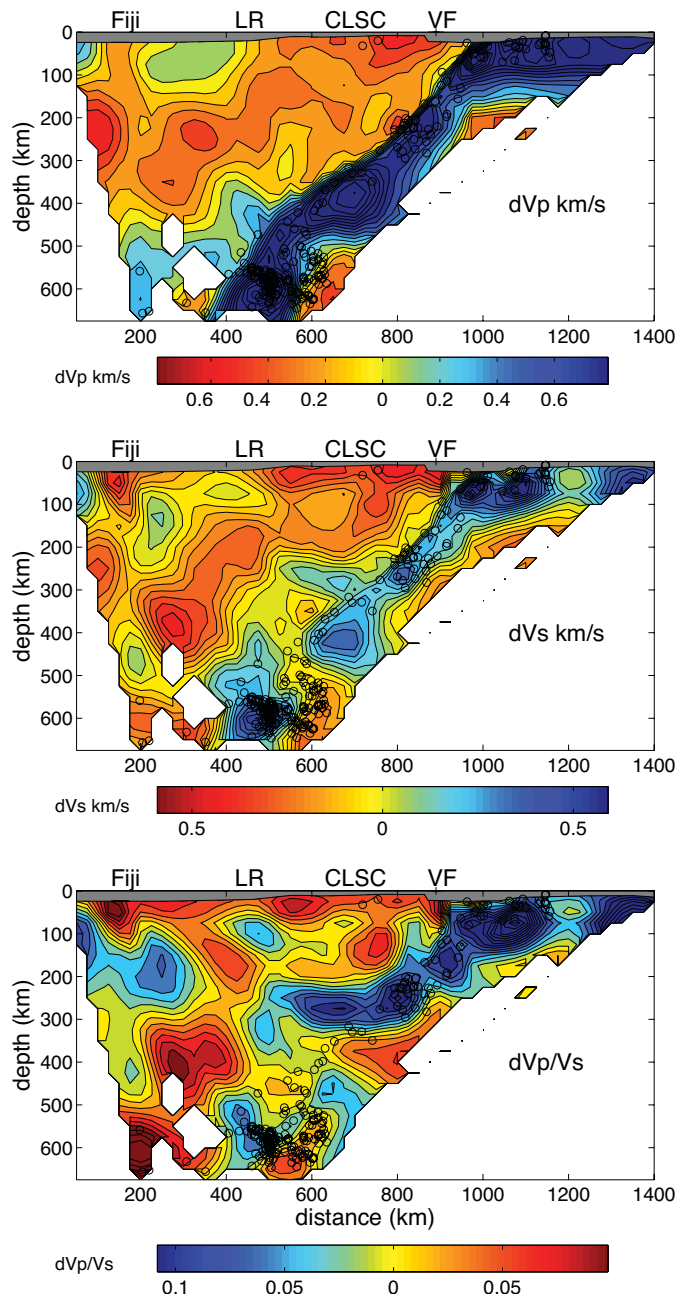 Fiji LR CLSC VF
0
100
200
300
400
500
600
depth (km)
dVp km/s
200 400 600 800 1000 1200 1400
dVp km/s
0.6 0.4 0.2 0 0.2 0.4 0.6
Fiji LR CLSC VF
0
100
200
300
400
500
600
depth (km)
dVs km/s
200 400 600 800 1000 1200 1400
dVs km/s
0.5 0 0.5
Fiji LR CLSC VF
0
100
200
300
400
500
600
depth (km)
dVp/Vs
200 400 600 800 1000 1200 1400
distance (km)
dVp/Vs
0.1 0.05 0 0.05